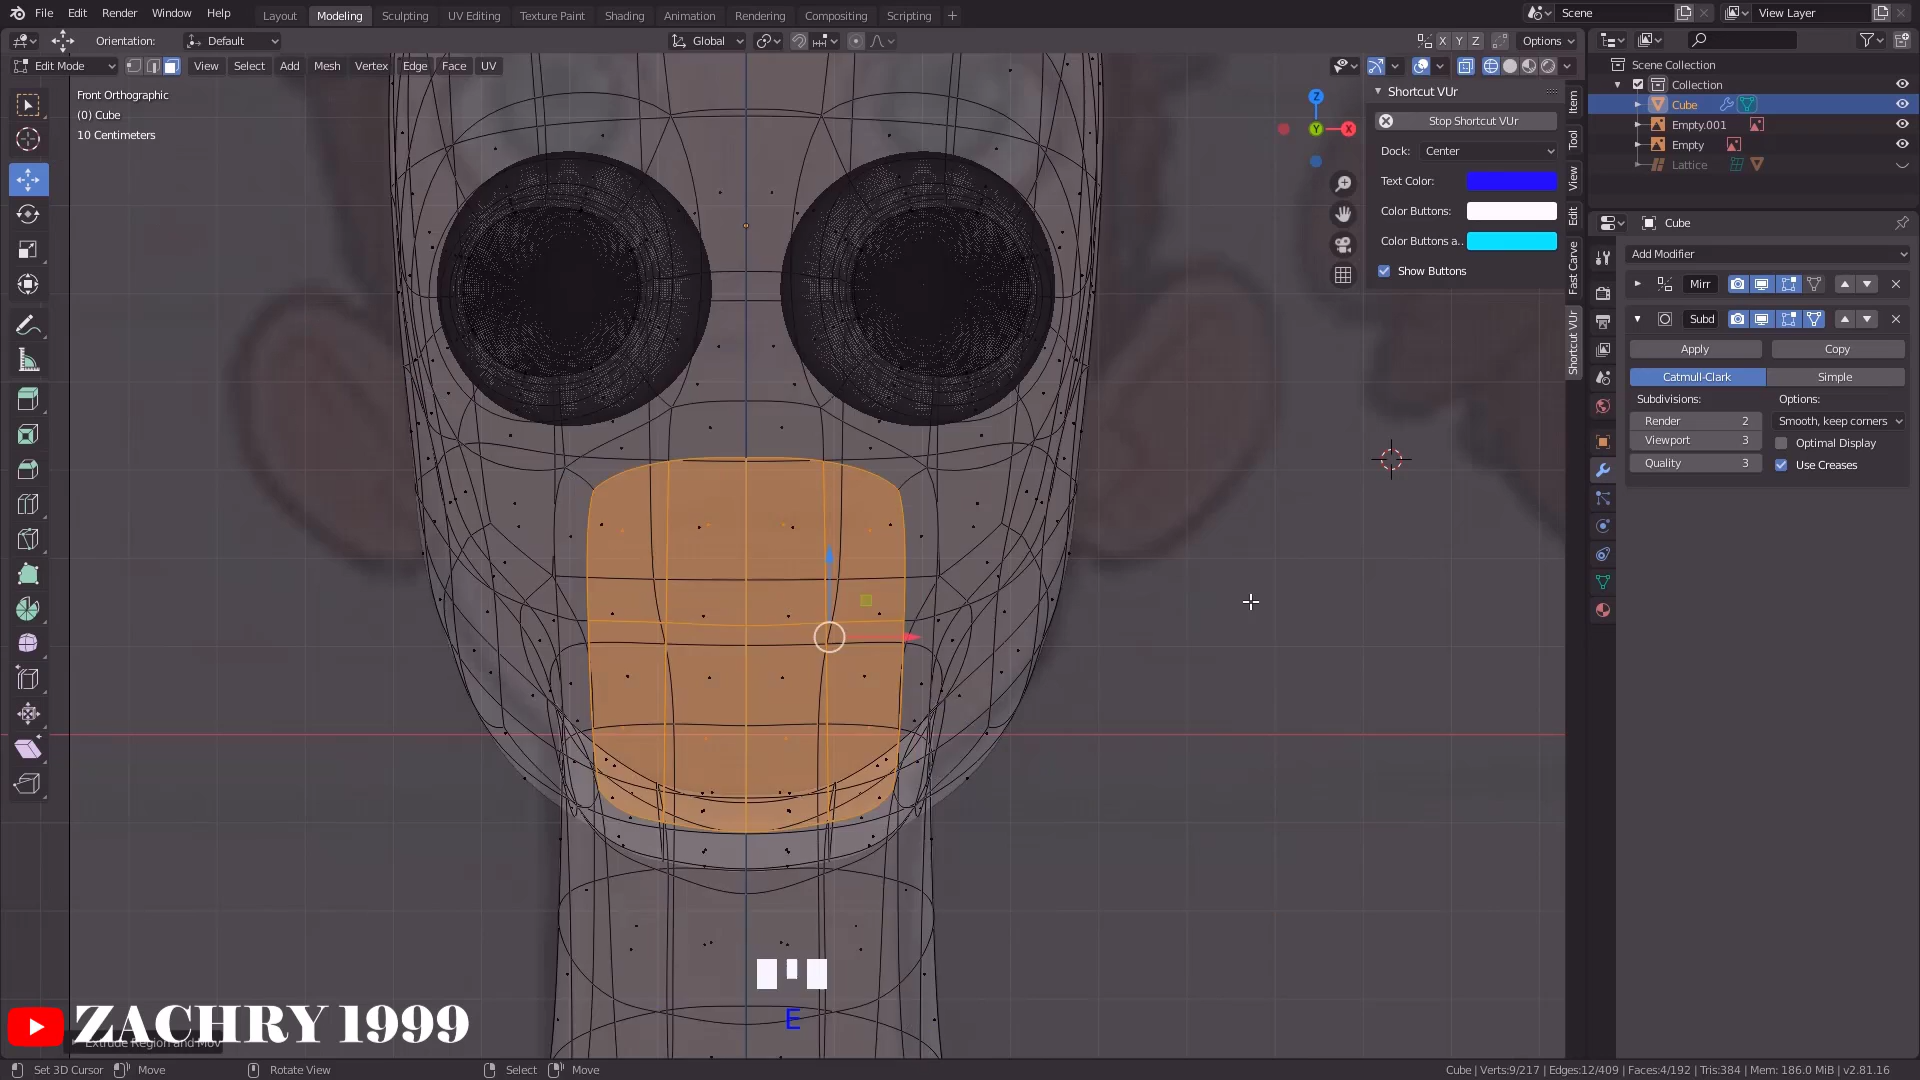 File Edit Render Window Help Layout Modeling Sculpting UV Editing Texture Paint Shading Animation Rendering Compositing Scripting + Scene View Layer
Orientation: Default Global X Y Z Options
Edit Mode View Select Add Mesh Vertex Edge Face UV
Front Orthographic
(0) Cube
10 Centimeters
Z
Y
X
Shortcut VUr
Stop Shortcut VUr
Dock: Center
Text Color:
Color Buttons:
Color Buttons a..
Show Buttons
Item
Tool
View
Edit
Fast Carve
Shortcut VUr
Scene Collection
Collection
Cube
Empty.001
Empty
Lattice
Cube
Add Modifier
Mirr
Subd
Apply Copy
Catmull-Clark Simple
Subdivisions: Options:
Render 2 Smooth, keep corners
Viewport 3 Optimal Display
Quality 3 Use Creases
E
ZACHRY 1999
Extrude Region and Mov
Set 3D Cursor Move Rotate View Select Move Cube | Verts:9/217 | Edges:12/409 | Faces:4/192 | Tris:384 | Mem: 186.0 MiB | v2.81.16